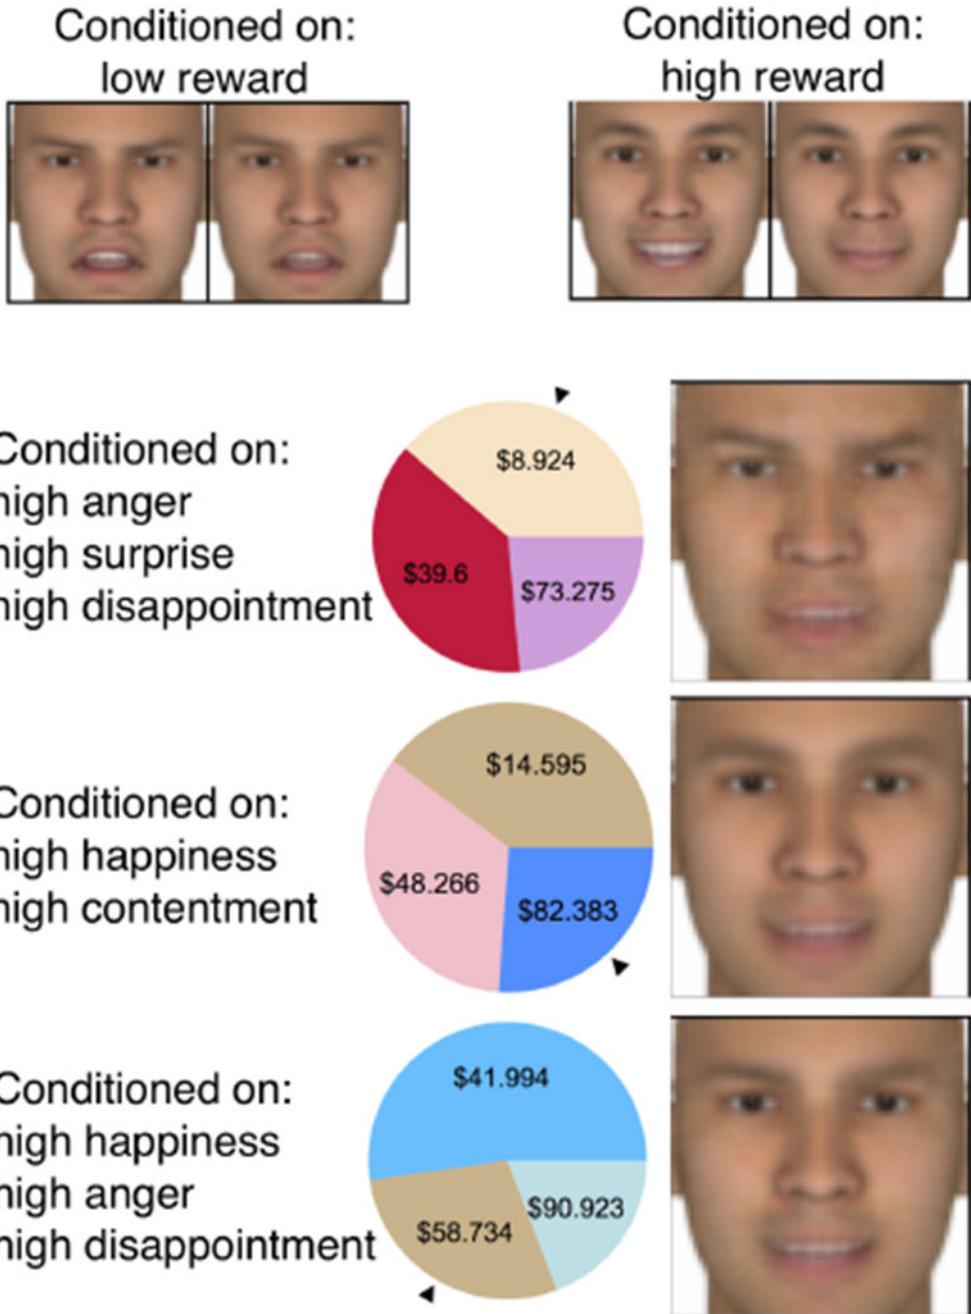 Conditioned on:
low reward
Conditioned on:
high reward
Conditioned on:
high anger
high surprise
high disappointment
$8.924
$39.6
$73.275
Conditioned on:
high happiness
high contentment
$14.595
$48.266
$82.383
Conditioned on:
high happiness
high anger
high disappointment
$41.994
$90.923
$58.734